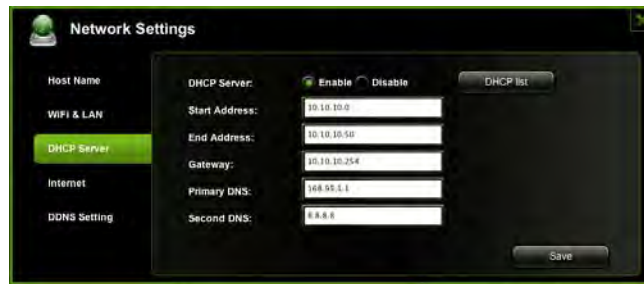 Network Settings
Host Name
WiFi & LAN
DHCP Server
Internet
DDNS Setting
DHCP Server: Enable Disable DHCP list
Start Address: 10.10.10.0
End Address: 10.10.10.50
Gateway: 10.10.10.254
Primary DNS: 168.95.1.1
Second DNS: 8.8.8.8
Save